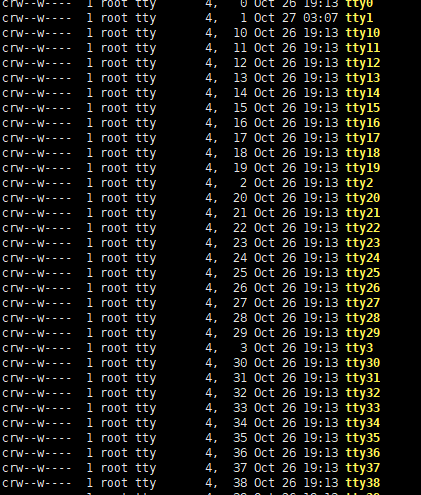 crw--w---- 1 root tty 4, 0 Oct 26 19:13 tty0
crw--w---- 1 root tty 4, 1 Oct 27 03:07 tty1
crw--w---- 1 root tty 4, 10 Oct 26 19:13 tty10
crw--w---- 1 root tty 4, 11 Oct 26 19:13 tty11
crw--w---- 1 root tty 4, 12 Oct 26 19:13 tty12
crw--w---- 1 root tty 4, 13 Oct 26 19:13 tty13
crw--w---- 1 root tty 4, 14 Oct 26 19:13 tty14
crw--w---- 1 root tty 4, 15 Oct 26 19:13 tty15
crw--w---- 1 root tty 4, 16 Oct 26 19:13 tty16
crw--w---- 1 root tty 4, 17 Oct 26 19:13 tty17
crw--w---- 1 root tty 4, 18 Oct 26 19:13 tty18
crw--w---- 1 root tty 4, 19 Oct 26 19:13 tty19
crw--w---- 1 root tty 4, 2 Oct 26 19:13 tty2
crw--w---- 1 root tty 4, 20 Oct 26 19:13 tty20
crw--w---- 1 root tty 4, 21 Oct 26 19:13 tty21
crw--w---- 1 root tty 4, 22 Oct 26 19:13 tty22
crw--w---- 1 root tty 4, 23 Oct 26 19:13 tty23
crw--w---- 1 root tty 4, 24 Oct 26 19:13 tty24
crw--w---- 1 root tty 4, 25 Oct 26 19:13 tty25
crw--w---- 1 root tty 4, 26 Oct 26 19:13 tty26
crw--w---- 1 root tty 4, 27 Oct 26 19:13 tty27
crw--w---- 1 root tty 4, 28 Oct 26 19:13 tty28
crw--w---- 1 root tty 4, 29 Oct 26 19:13 tty29
crw--w---- 1 root tty 4, 3 Oct 26 19:13 tty3
crw--w---- 1 root tty 4, 30 Oct 26 19:13 tty30
crw--w---- 1 root tty 4, 31 Oct 26 19:13 tty31
crw--w---- 1 root tty 4, 32 Oct 26 19:13 tty32
crw--w---- 1 root tty 4, 33 Oct 26 19:13 tty33
crw--w---- 1 root tty 4, 34 Oct 26 19:13 tty34
crw--w---- 1 root tty 4, 35 Oct 26 19:13 tty35
crw--w---- 1 root tty 4, 36 Oct 26 19:13 tty36
crw--w---- 1 root tty 4, 37 Oct 26 19:13 tty37
crw--w---- 1 root tty 4, 38 Oct 26 19:13 tty38